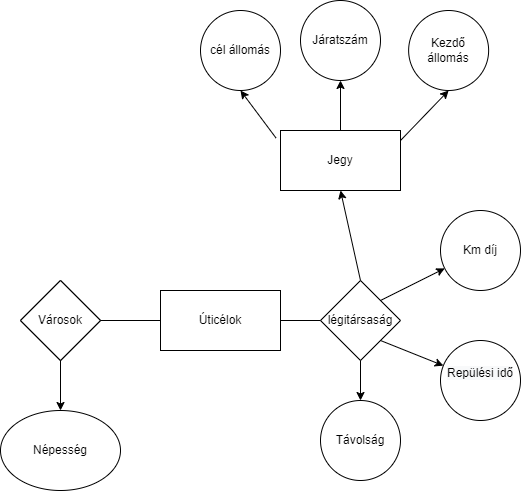 cél állomás
Járatszám
Kezdő
állomás
Jegy
Km díj
Városok
Úticélok
légitársaság
Repülési idő
Távolság
Népesség